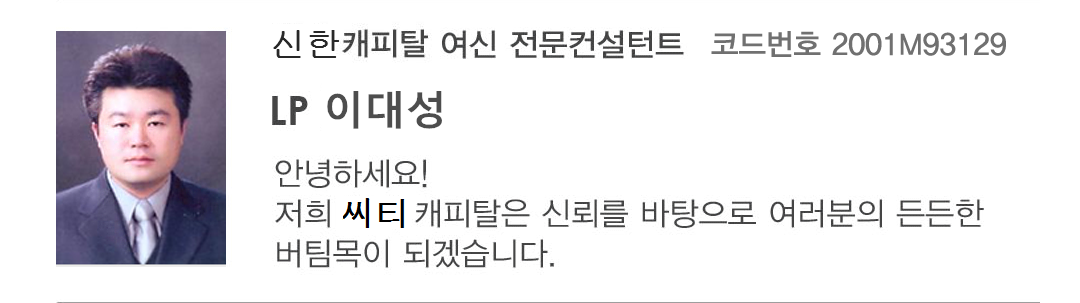 신한캐피탈 여신 전문컨설턴트 코드번호 2001M93129
LP 이대성
안녕하세요!
저희 씨티캐피탈은 신뢰를 바탕으로 여러분의 든든한
버팀목이 되겠습니다.